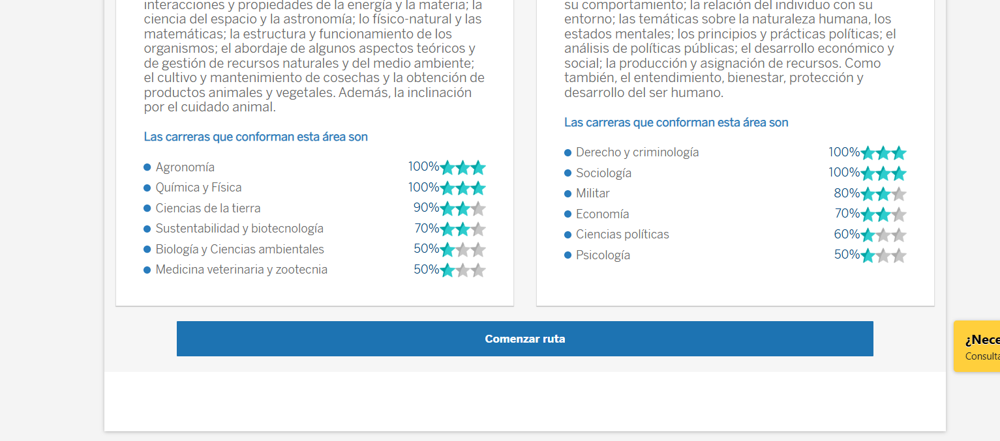 interacciones y propiedades de la energía y la materia; la
ciencia del espacio y la astronomía; lo físico-natural y las
matemáticas; la estructura y funcionamiento de los
organismos; el abordaje de algunos aspectos teóricos y
de gestión de recursos naturales y del medio ambiente;
el cultivo y mantenimiento de cosechas y la obtención de
productos animales y vegetales. Además, la inclinación
por el cuidado animal.
Las carreras que conforman esta área son
Agronomía 100%
Química y Física 100%
Ciencias de la tierra 90%
Sustentabilidad y biotecnología 70%
Biología y Ciencias ambientales 50%
Medicina veterinaria y zootecnia 50%
su comportamiento; la relación del individuo con su
entorno; las temáticas sobre la naturaleza humana, los
estados mentales; los principios y prácticas políticas; el
análisis de políticas públicas; el desarrollo económico y
social; la producción y asignación de recursos. Como
también, el entendimiento, bienestar, protección y
desarrollo del ser humano.
Las carreras que conforman esta área son
Derecho y criminología 100%
Sociología 100%
Militar 80%
Economía 70%
Ciencias políticas 60%
Psicología 50%
Comenzar ruta
¿Nece
Consulta